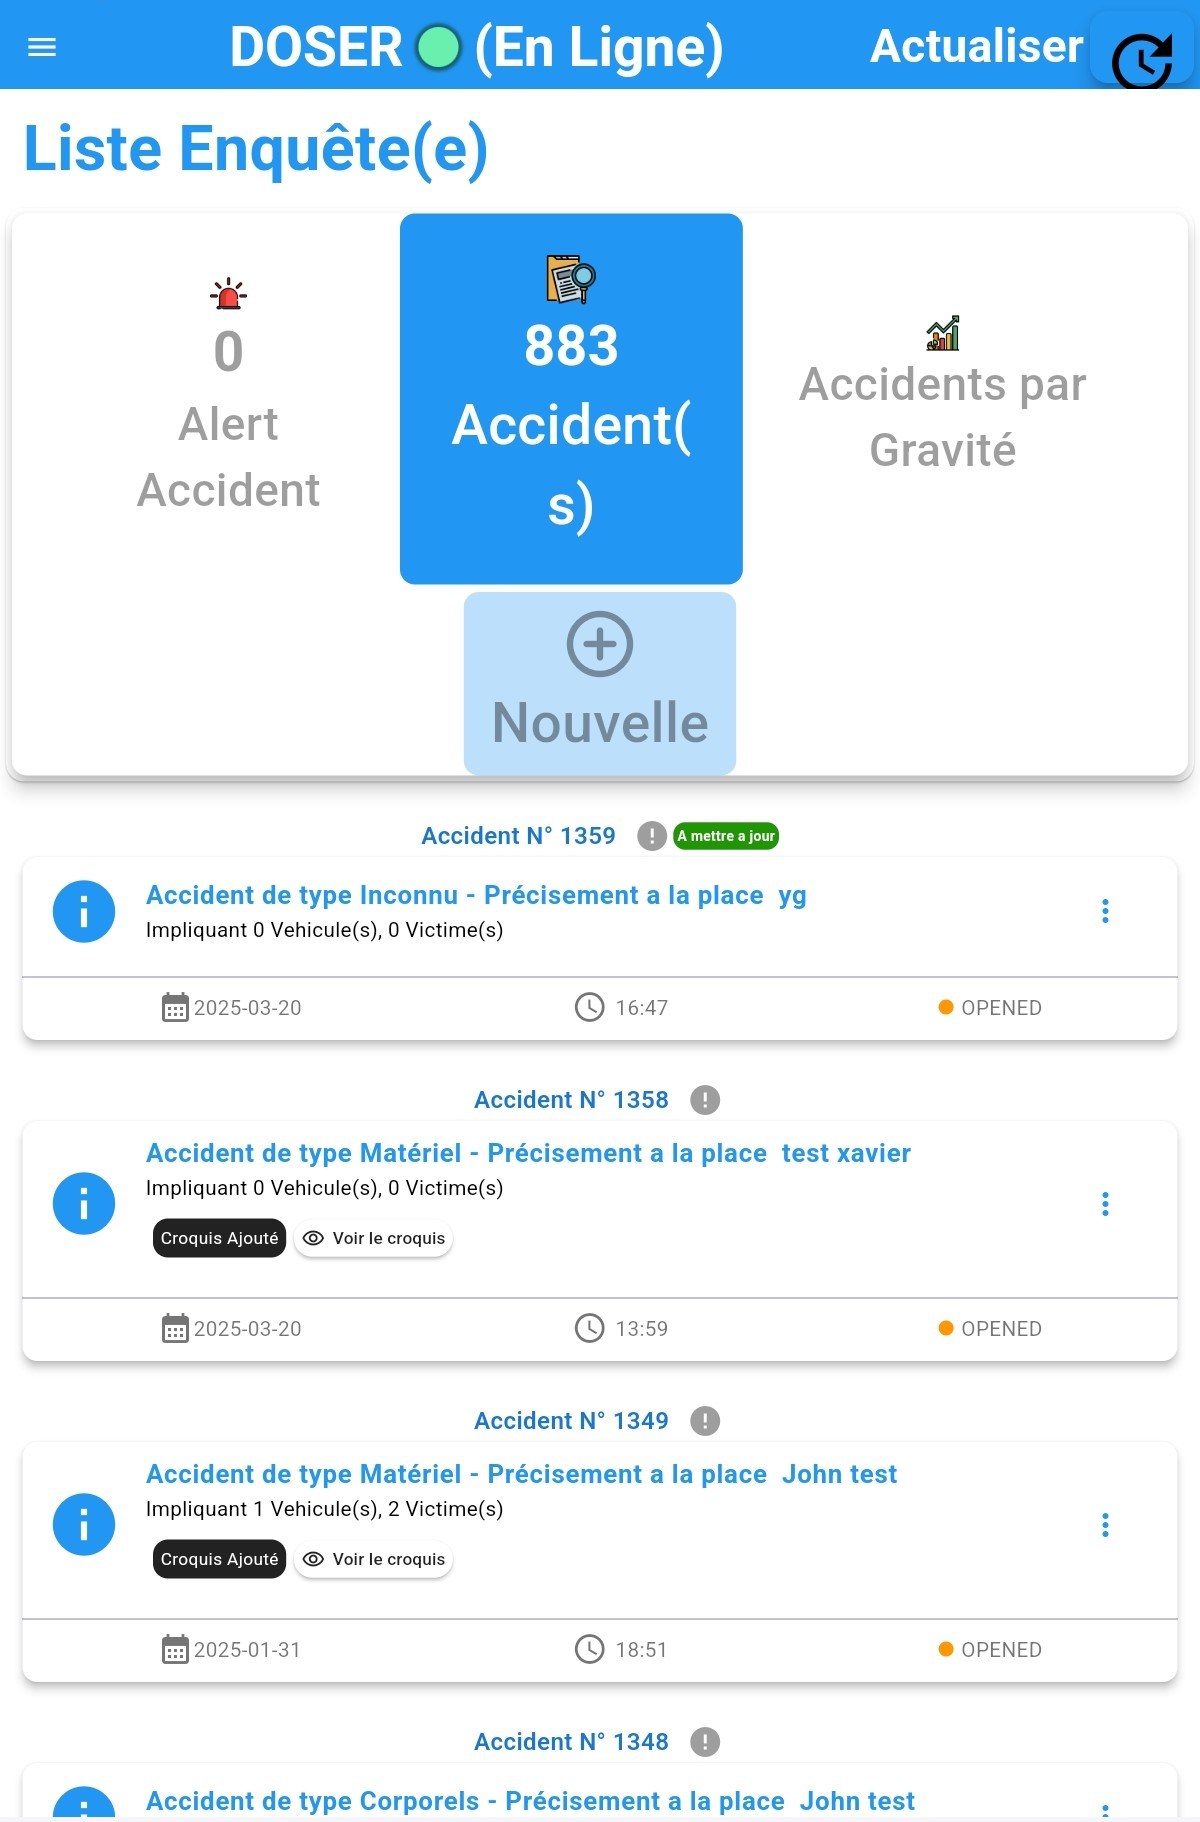 DOSER (En Ligne) Actualiser
Liste Enquête(e)
0
Alert
Accident
883
Accident(
s)
Accidents par
Gravité
Nouvelle
Accident N° 1359 A mettre a jour
Accident de type Inconnu - Précisement a la place  yg
Impliquant 0 Vehicule(s), 0 Victime(s)
2025-03-20 16:47 OPENED
Accident N° 1358
Accident de type Matériel - Précisement a la place  test xavier
Impliquant 0 Vehicule(s), 0 Victime(s)
Croquis Ajouté Voir le croquis
2025-03-20 13:59 OPENED
Accident N° 1349
Accident de type Matériel - Précisement a la place  John test
Impliquant 1 Vehicule(s), 2 Victime(s)
Croquis Ajouté Voir le croquis
2025-01-31 18:51 OPENED
Accident N° 1348
Accident de type Corporels - Précisement a la place  John test